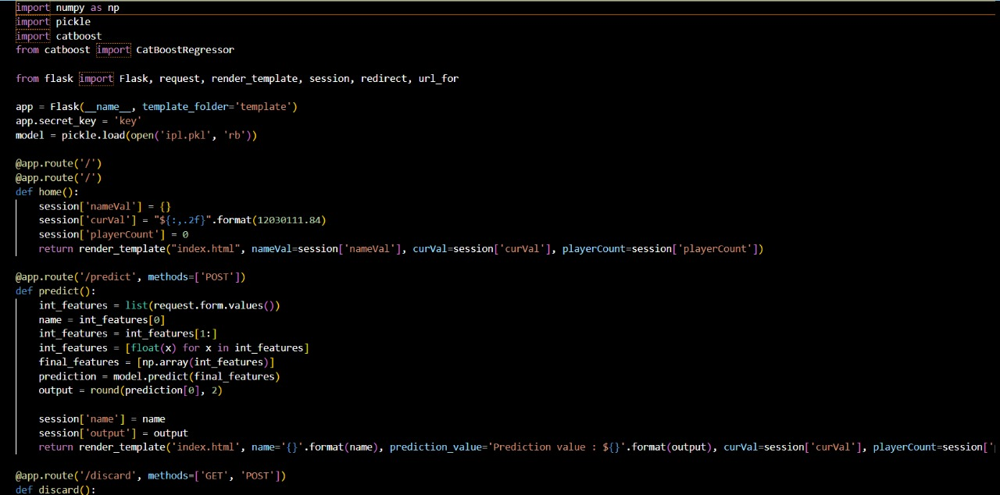 import numpy as np
import pickle
import catboost
from catboost import CatBoostRegressor

from flask import Flask, request, render_template, session, redirect, url_for

app = Flask(__name__, template_folder='template')
app.secret_key = 'key'
model = pickle.load(open('ipl.pkl', 'rb'))

@app.route('/')
@app.route('/')
def home():
    session['nameVal'] = {}
    session['curVal'] = "${:,.2f}".format(12030111.84)
    session['playerCount'] = 0
    return render_template("index.html", nameVal=session['nameVal'], curVal=session['curVal'], playerCount=session['playerCount'])

@app.route('/predict', methods=['POST'])
def predict():
    int_features = list(request.form.values())
    name = int_features[0]
    int_features = int_features[1:]
    int_features = [float(x) for x in int_features]
    final_features = [np.array(int_features)]
    prediction = model.predict(final_features)
    output = round(prediction[0], 2)

    session['name'] = name
    session['output'] = output
    return render_template('index.html', name='{}'.format(name), prediction_value='Prediction value : ${}'.format(output), curVal=session['curVal'], playerCount=session['

@app.route('/discard', methods=['GET', 'POST'])
def discard():